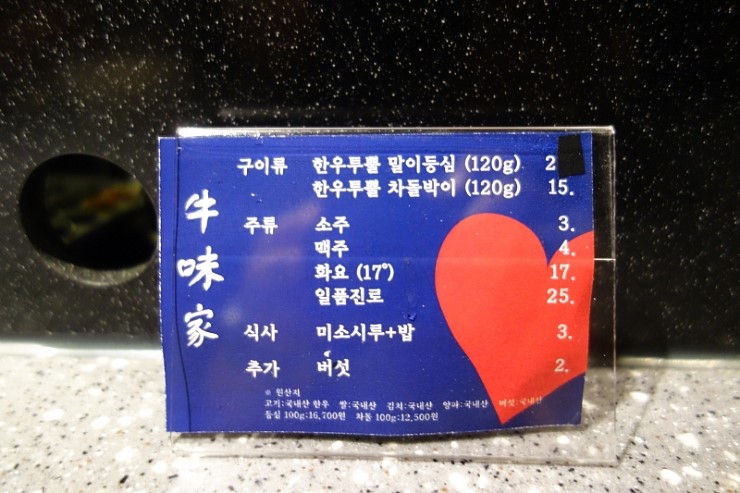 牛味家
구이류 한우투뿔 말이등심 (120g) 2
한우투뿔 차돌박이 (120g) 15.
주류 소주 3.
맥주 4.
화요 (17°) 17.
일품진로 25.
식사 미소시루+밥 3.
추가 버섯 2.
※ 원산지
고기:국내산 한우 쌀:국내산 김치:국내산 양파:국내산 버섯:국내산
등심 100g:16,700원 차돌 100g:12,500원